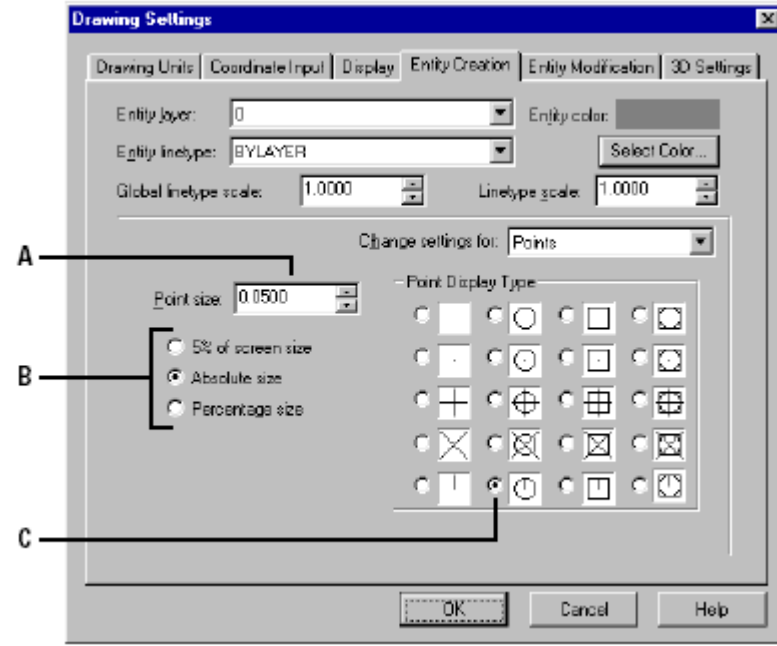 Drawing Settings
Drawing Units Coordinate Input Display Entity Creation Entity Modification 3D Settings
Entity layer: 0 Entity color:
Entity linetype: BYLAYER Select Color...
Global linetype scale: 1.0000 Linetype scale: 1.0000
Change settings for: Points
A
Point size: 0.0500 Point Display Type
5% of screen size
B Absolute size
Percentage size
C
OK Cancel Help